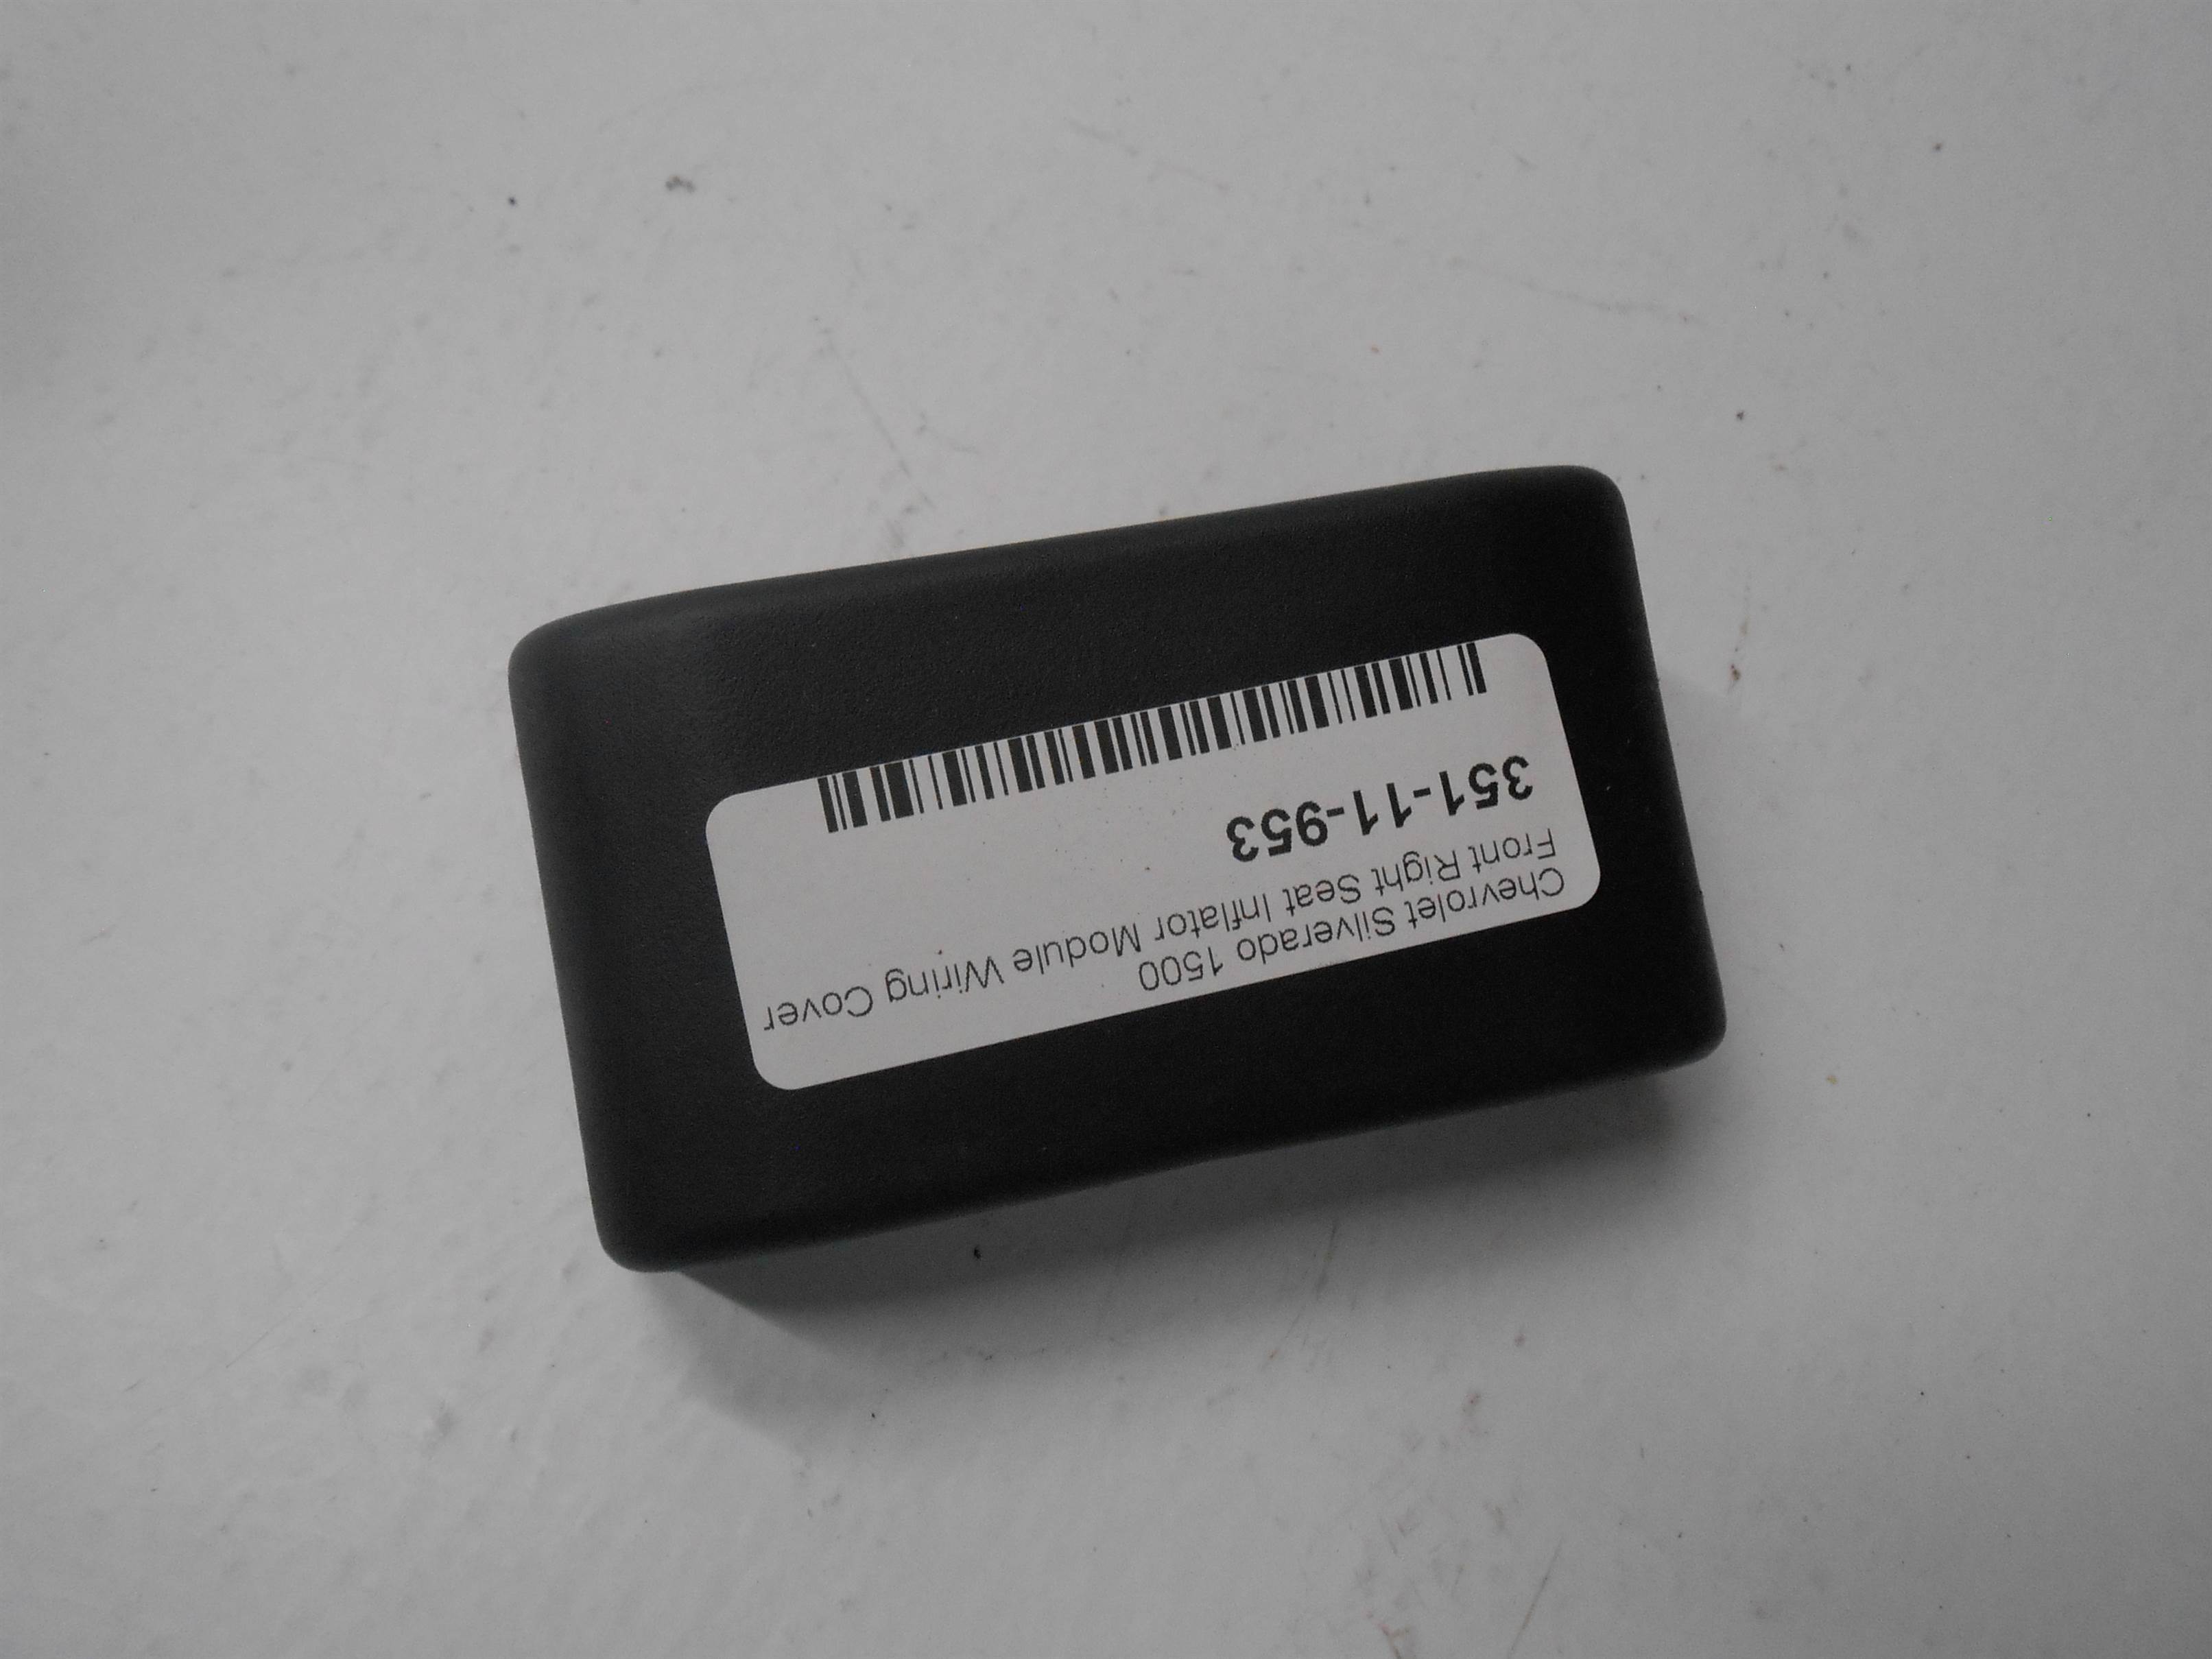 Chevrolet Silverado 1500
Front Right Seat Inflator Module Wiring Cover
351-11-953